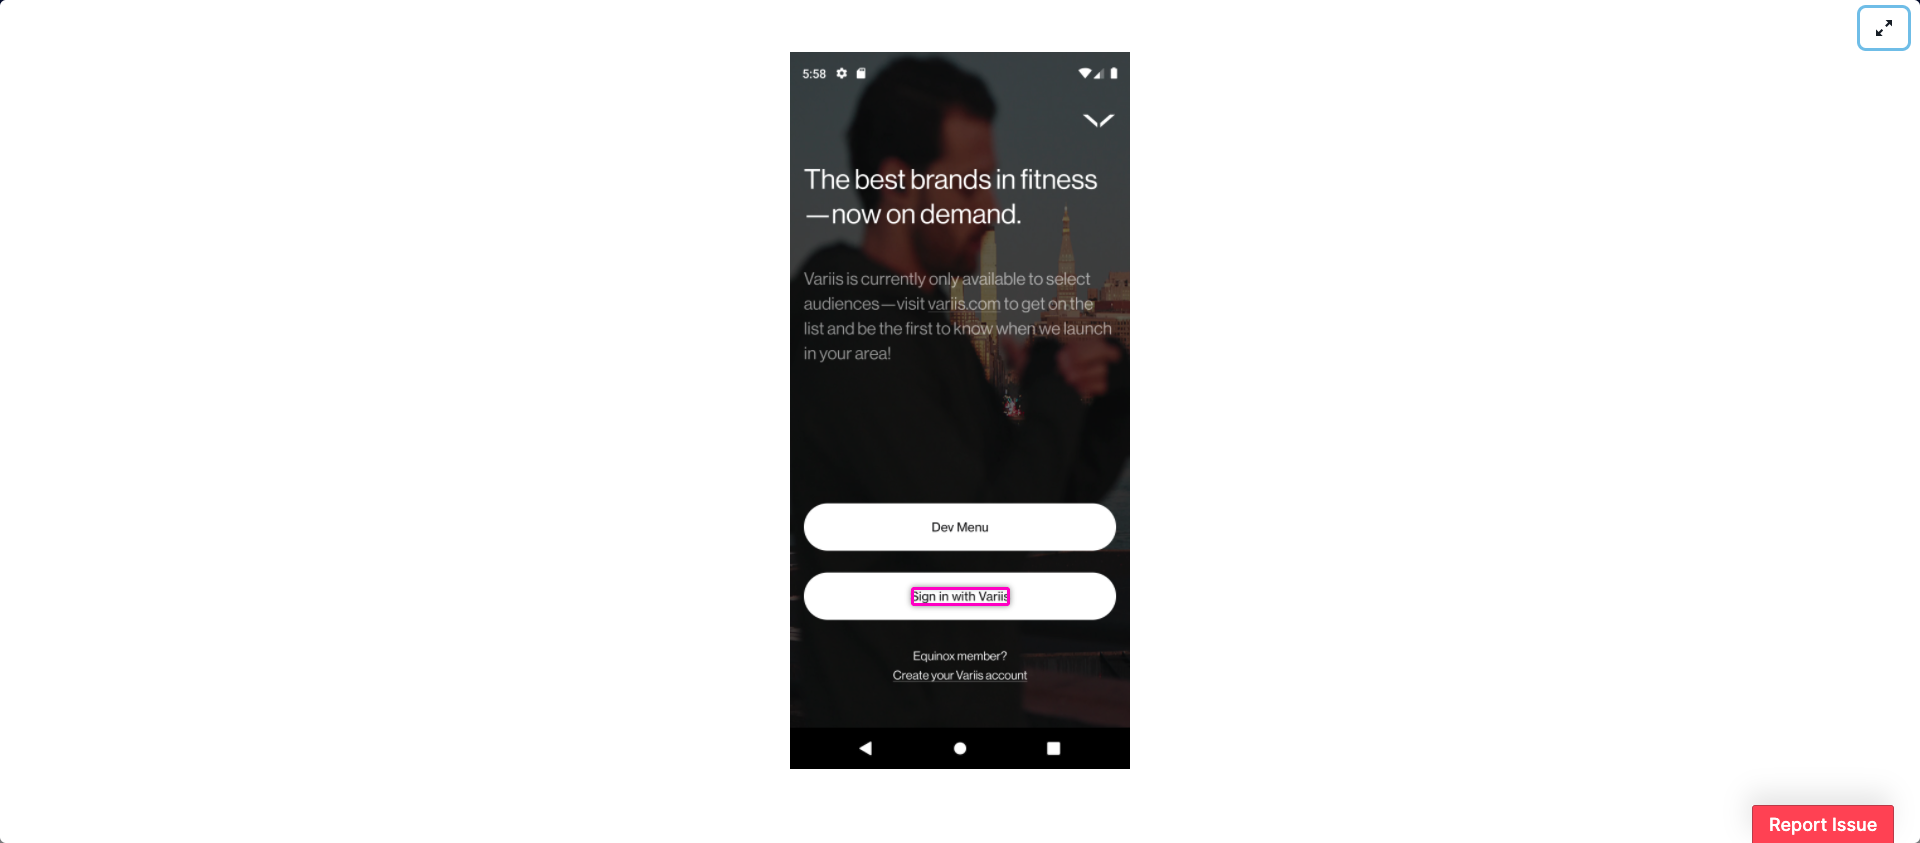 5:58
The best brands in fitness
—now on demand.
Variis is currently only available to select
audiences—visit variis.com to get on the
list and be the first to know when we launch
in your area!
Dev Menu
Sign in with Variis
Equinox member?
Create your Variis account
Report Issue